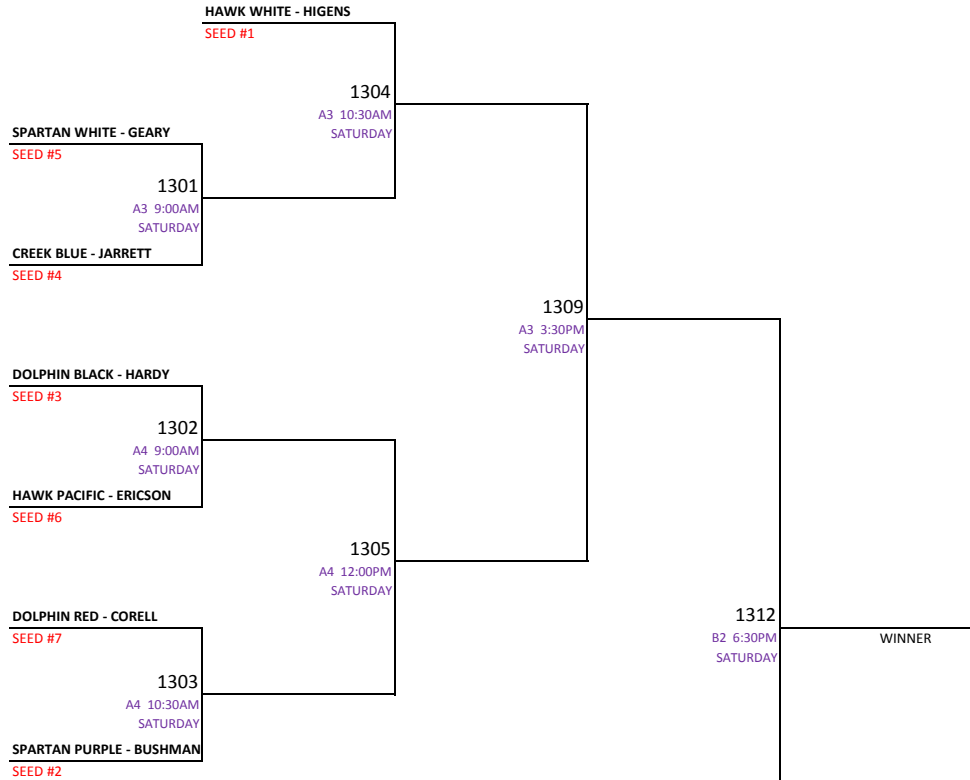 HAWK WHITE - HIGENS
SEED #1
1304
A3 10:30AM
SATURDAY
SPARTAN WHITE - GEARY
SEED #5
1301
A3 9:00AM
SATURDAY
CREEK BLUE - JARRETT
SEED #4
1309
A3 3:30PM
SATURDAY
DOLPHIN BLACK - HARDY
SEED #3
1302
A4 9:00AM
SATURDAY
HAWK PACIFIC - ERICSON
SEED #6
1305
A4 12:00PM
SATURDAY
DOLPHIN RED - CORELL
SEED #7
1312
B2 6:30PM
SATURDAY
WINNER
1303
A4 10:30AM
SATURDAY
SPARTAN PURPLE - BUSHMAN
SEED #2